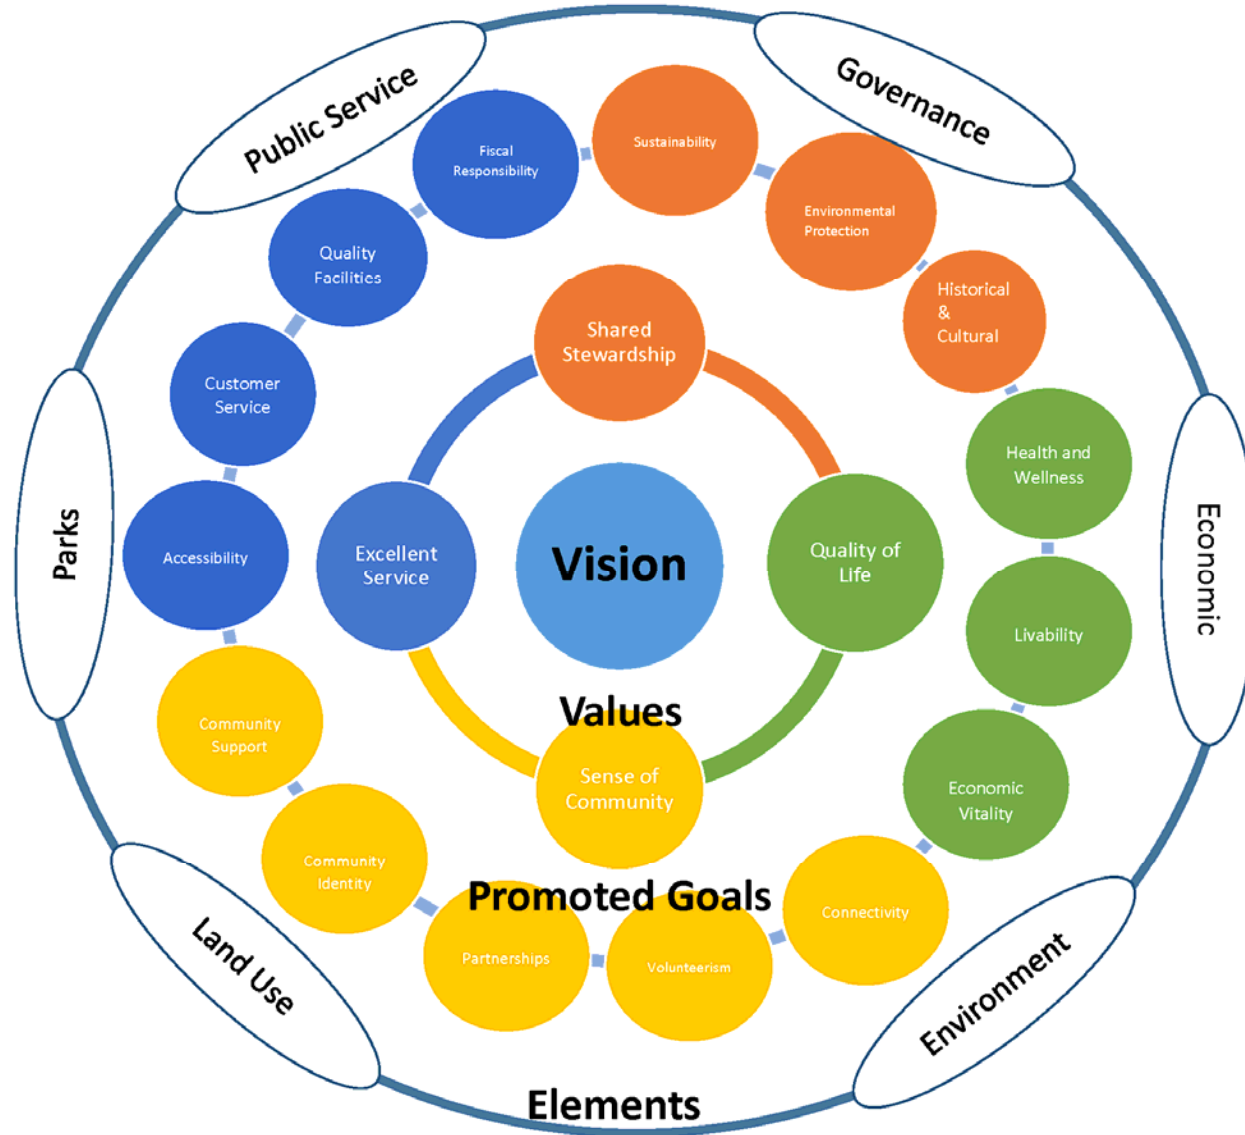 Public Service
Governance
Fiscal
Responsibility
Sustainability
Environmental
Protection
Quality
Facilities
Historical
&
Cultural
Shared
Stewardship
Customer
Service
Health and
Wellness
Parks
Economic
Accessibility
Excellent
Service
Vision
Quality of
Life
Livability
Community
Support
Values
Sense of
Community
Economic
Vitality
Community
Identity
Promoted Goals
Connectivity
Partnerships
Volunteerism
Land Use
Environment
Elements